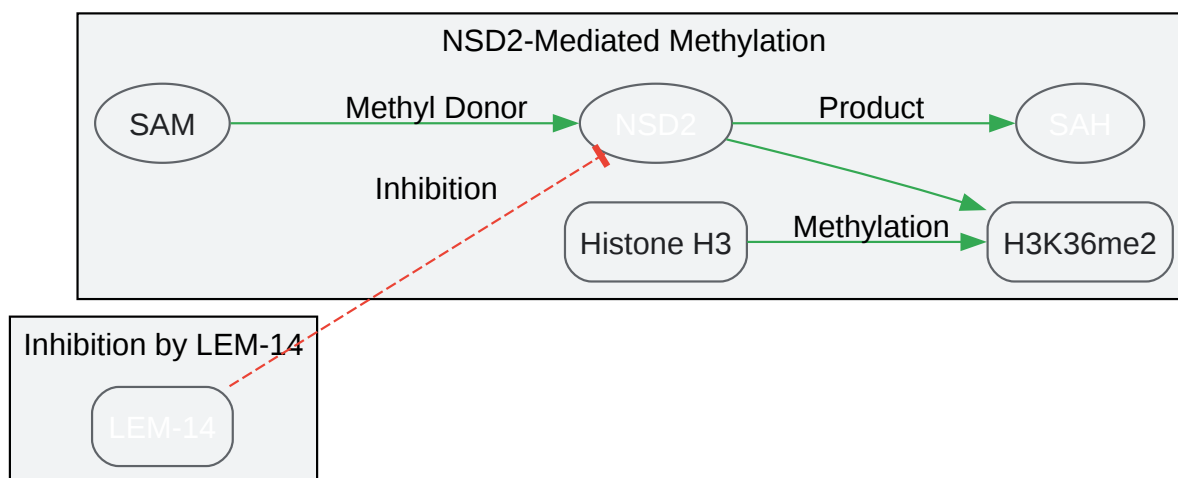 NSD2-Mediated Methylation
SAM
Methyl Donor
NSD2
Product
SAH
Inhibition
Histone H3
Methylation
H3K36me2
Inhibition by LEM-14
LEM-14